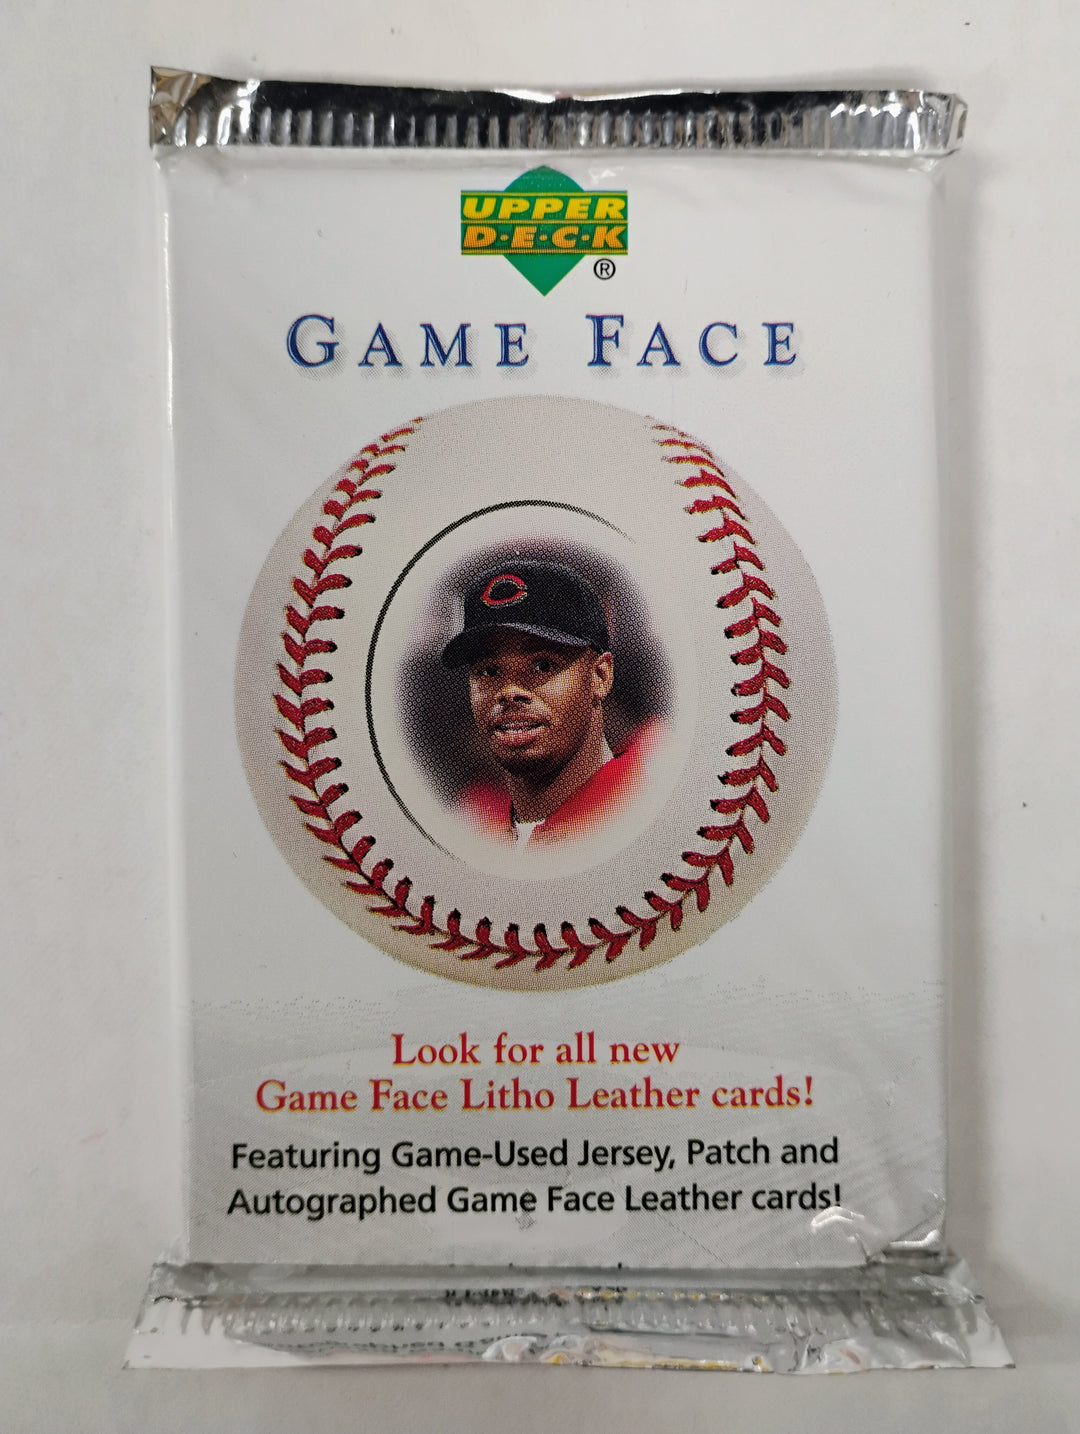 UPPER
D·E·C·K
®
GAME FACE
C
Look for all new
Game Face Litho Leather cards!
Featuring Game-Used Jersey, Patch and
Autographed Game Face Leather cards!